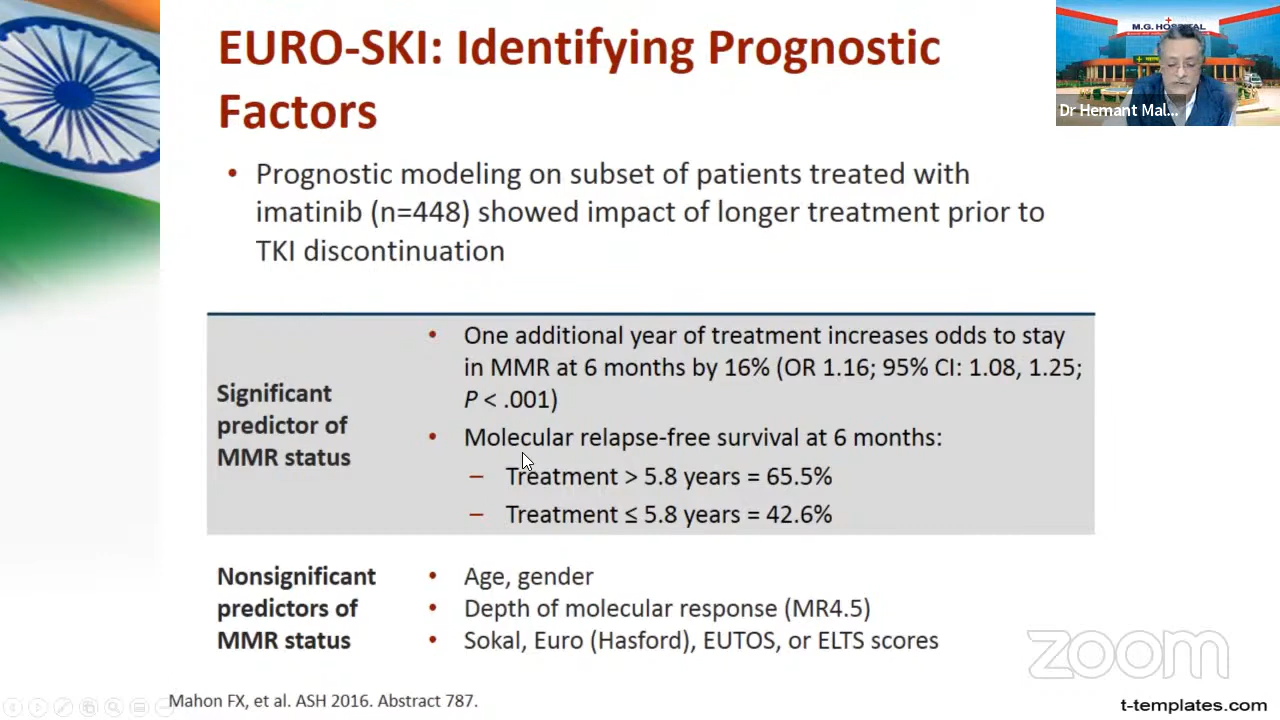 EURO-SKI: Identifying Prognostic
Factors
M.G. HOSPITAL
Dr Hemant Mal...
• Prognostic modeling on subset of patients treated with
imatinib (n=448) showed impact of longer treatment prior to
TKI discontinuation
Significant
predictor of
MMR status
• One additional year of treatment increases odds to stay
in MMR at 6 months by 16% (OR 1.16; 95% CI: 1.08, 1.25;
P < .001)
• Molecular relapse-free survival at 6 months:
– Treatment > 5.8 years = 65.5%
– Treatment ≤ 5.8 years = 42.6%
Nonsignificant
predictors of
MMR status
• Age, gender
• Depth of molecular response (MR4.5)
• Sokal, Euro (Hasford), EUTOS, or ELTS scores
zoom
Mahon FX, et al. ASH 2016. Abstract 787.
t-templates.com